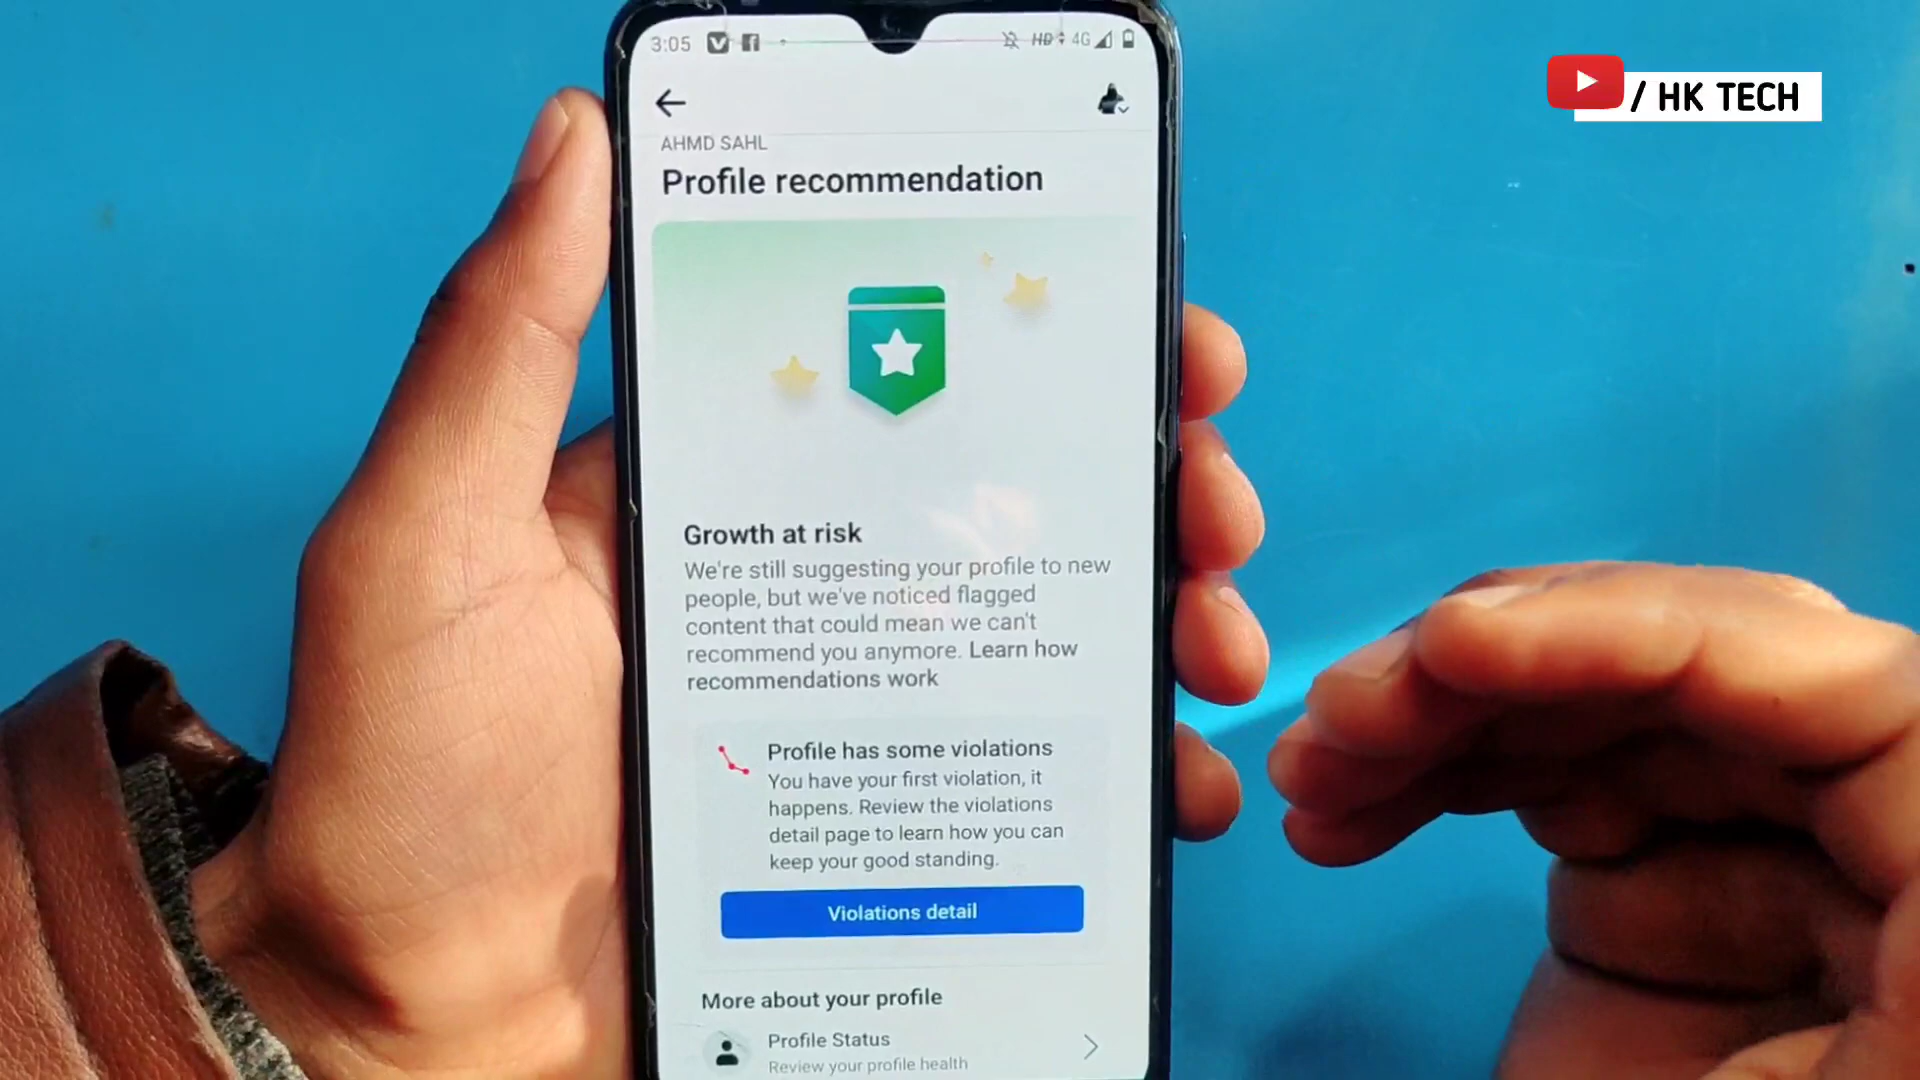 3:05
HD 4G
/ HK TECH
AHMD SAHL
Profile recommendation
Growth at risk
We're still suggesting your profile to new
people, but we've noticed flagged
content that could mean we can't
recommend you anymore. Learn how
recommendations work
Profile has some violations
You have your first violation, it
happens. Review the violations
detail page to learn how you can
keep your good standing.
Violations detail
More about your profile
Profile Status
Review your profile health